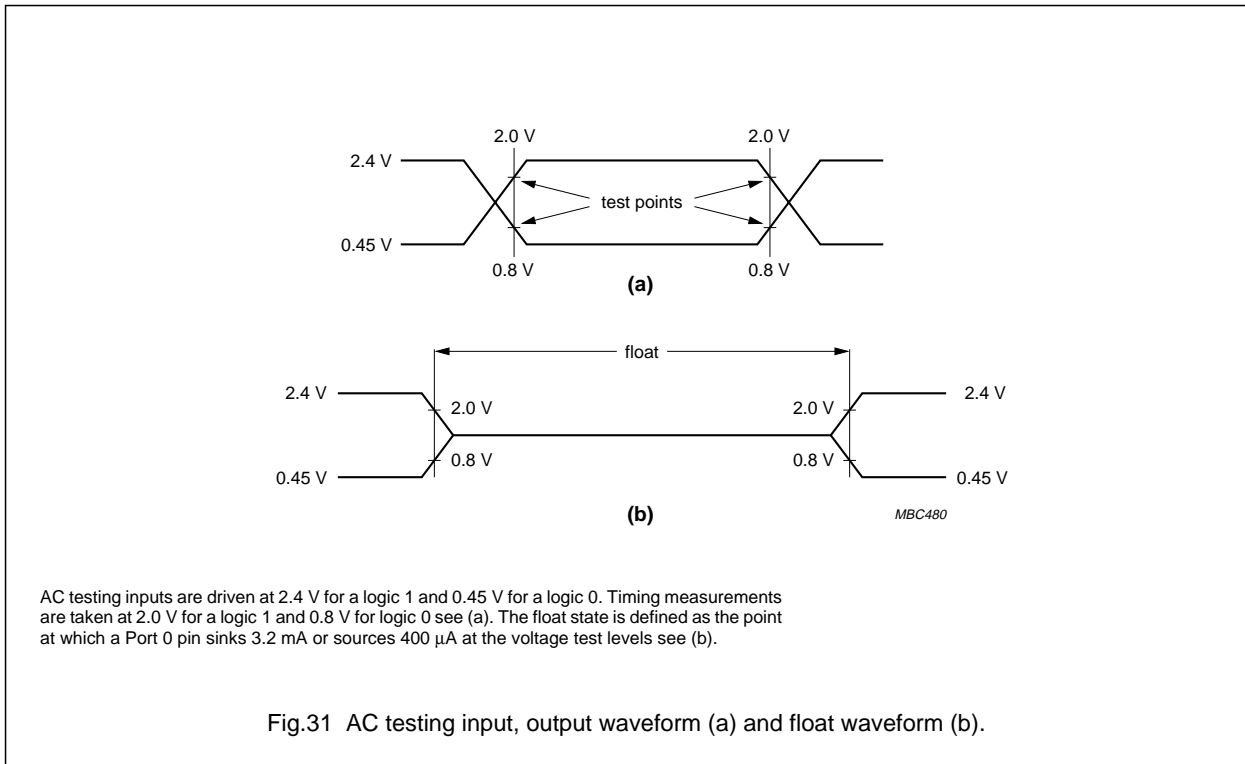 2.0 V
2.0 V
2.4 V
test points
0.45 V
0.8 V
0.8 V
(a)
float
2.4 V
2.0 V
2.0 V
2.4 V
0.8 V
0.8 V
0.45 V
0.45 V
(b)
MBC480
AC testing inputs are driven at 2.4 V for a logic 1 and 0.45 V for a logic 0. Timing measurements
are taken at 2.0 V for a logic 1 and 0.8 V for logic 0 see (a). The float state is defined as the point
at which a Port 0 pin sinks 3.2 mA or sources 400 μA at the voltage test levels see (b).
Fig.31 AC testing input, output waveform (a) and float waveform (b).